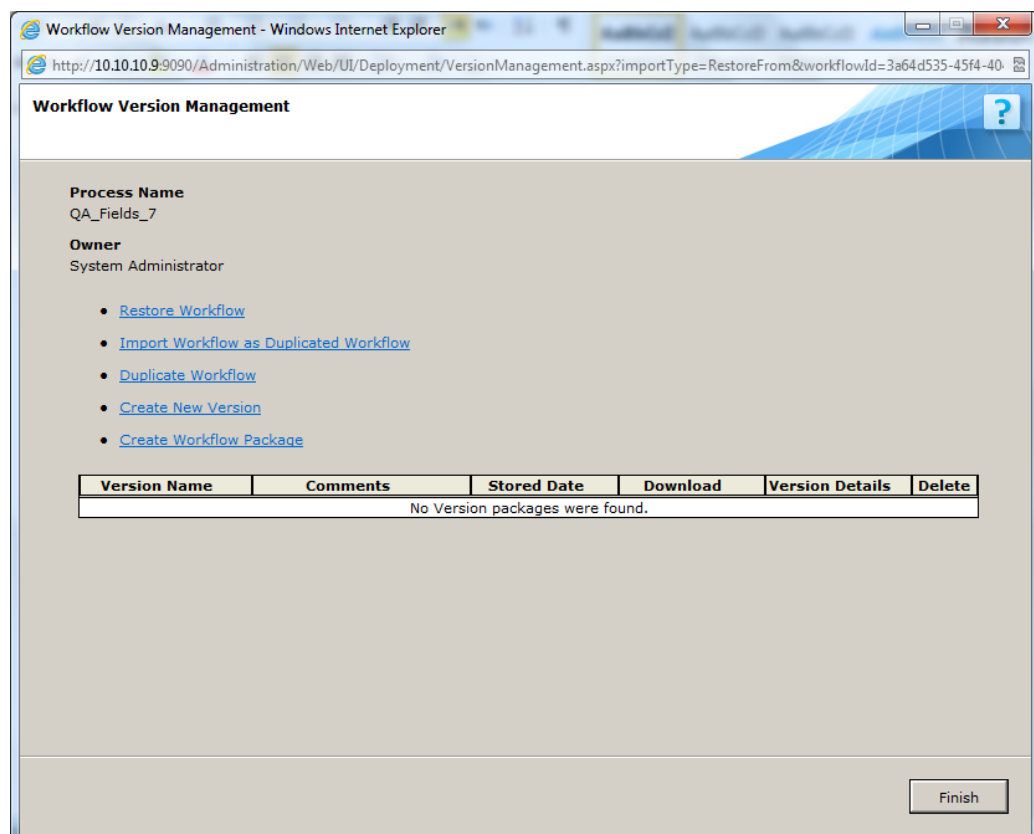 Workflow Version Management - Windows Internet Explorer
http://10.10.10.9:9090/Administration/Web/UI/Deployment/VersionManagement.aspx?importType=RestoreFrom&workflowId=3a64d535-45f4-40
Workflow Version Management
?
Process Name
QA_Fields_7
Owner
System Administrator
• Restore Workflow
• Import Workflow as Duplicated Workflow
• Duplicate Workflow
• Create New Version
• Create Workflow Package
Version Name Comments Stored Date Download Version Details Delete
No Version packages were found.
Finish